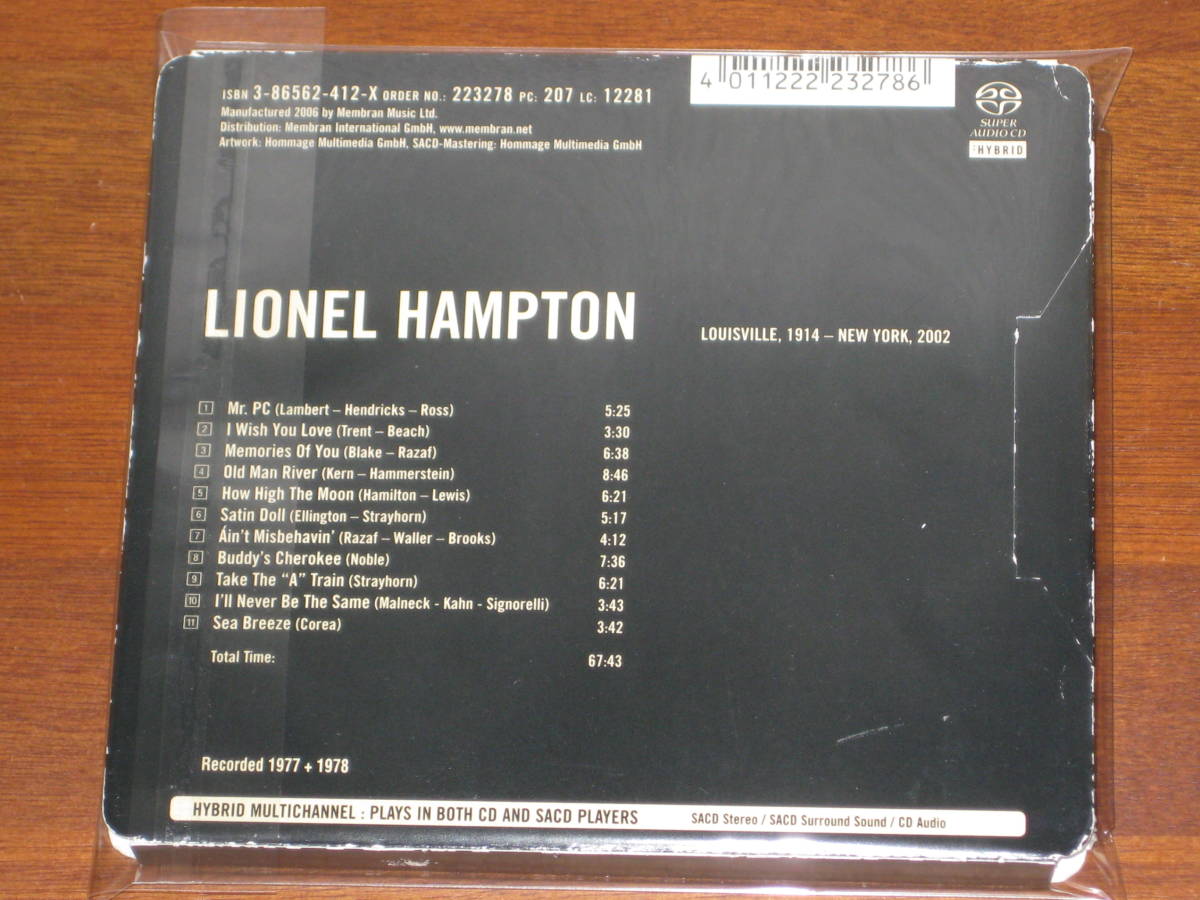 ISBN 3-86562-412-X ORDER NO.: 223278 PC: 207 LC: 12281
Manufactured 2006 by Membran Music Ltd.
Distribution: Membran International GmbH, www.membran.net
Artwork: Hommage Multimedia GmbH, SACD-Mastering: Hommage Multimedia GmbH
4 011222 232786
SUPER
AUDIO CD
HYBRID
LIONEL HAMPTON
LOUISVILLE, 1914 – NEW YORK, 2002
1 Mr. PC (Lambert – Hendricks – Ross) 5:25
2 I Wish You Love (Trent – Beach) 3:30
3 Memories Of You (Blake – Razaf) 6:38
4 Old Man River (Kern – Hammerstein) 8:46
5 How High The Moon (Hamilton – Lewis) 6:21
6 Satin Doll (Ellington – Strayhorn) 5:17
7 Áin't Misbehavin' (Razaf – Waller – Brooks) 4:12
8 Buddy's Cherokee (Noble) 7:36
9 Take The “A” Train (Strayhorn) 6:21
10 I'll Never Be The Same (Malneck - Kahn - Signorelli) 3:43
11 Sea Breeze (Corea) 3:42
Total Time: 67:43
Recorded 1977 + 1978
HYBRID MULTICHANNEL : PLAYS IN BOTH CD AND SACD PLAYERS SACD Stereo / SACD Surround Sound / CD Audio